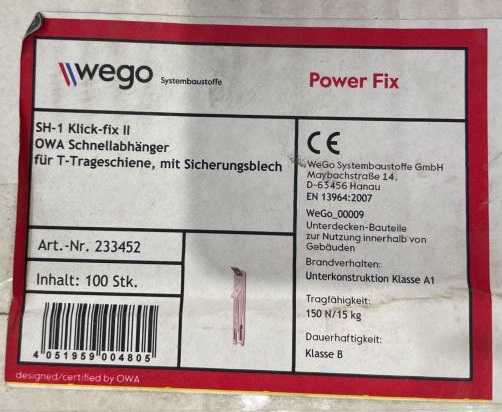 wego Systembaustoffe
Power Fix
SH-1 Klick-fix II
OWA Schnellabhänger
für T-Trageschiene, mit Sicherungsblech
Art.-Nr. 233452
Inhalt: 100 Stk.
4 051959 004805
designed/certified by OWA
CE
WeGo Systembaustoffe GmbH
Maybachstraße 14.
D-63456 Hanau
EN 13964:2007
WeGo_00009
Unterdecken-Bauteile
zur Nutzung innerhalb von
Gebäuden
Brandverhalten:
Unterkonstruktion Klasse A1
Tragfähigkeit:
150 N/15 kg
Dauerhaftigkeit:
Klasse B